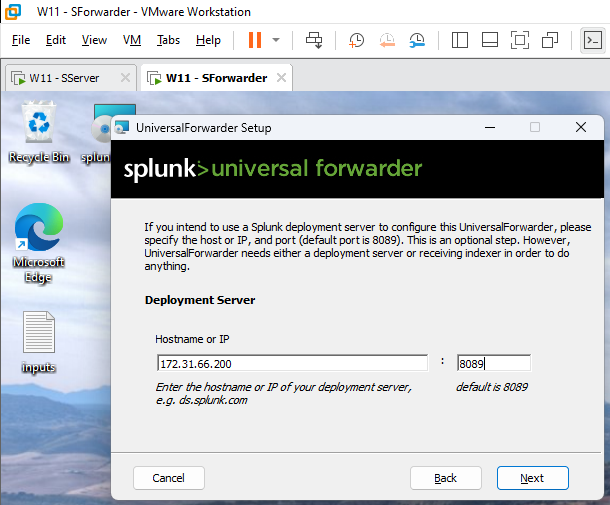 W11 - SForwarder - VMware Workstation
File Edit View VM Tabs Help
W11 - SServer
W11 - SForwarder
Recycle Bin
UniversalForwarder Setup
splunk>universal forwarder
Microsoft
Edge
inputs
If you intend to use a Splunk deployment server to configure this UniversalForwarder, please
specify the host or IP, and port (default port is 8089). This is an optional step. However,
UniversalForwarder needs either a deployment server or receiving indexer in order to do
anything.
Deployment Server
Hostname or IP
172.31.66.200 : 8089
Enter the hostname or IP of your deployment server, default is 8089
e.g. ds.splunk.com
Cancel Back Next